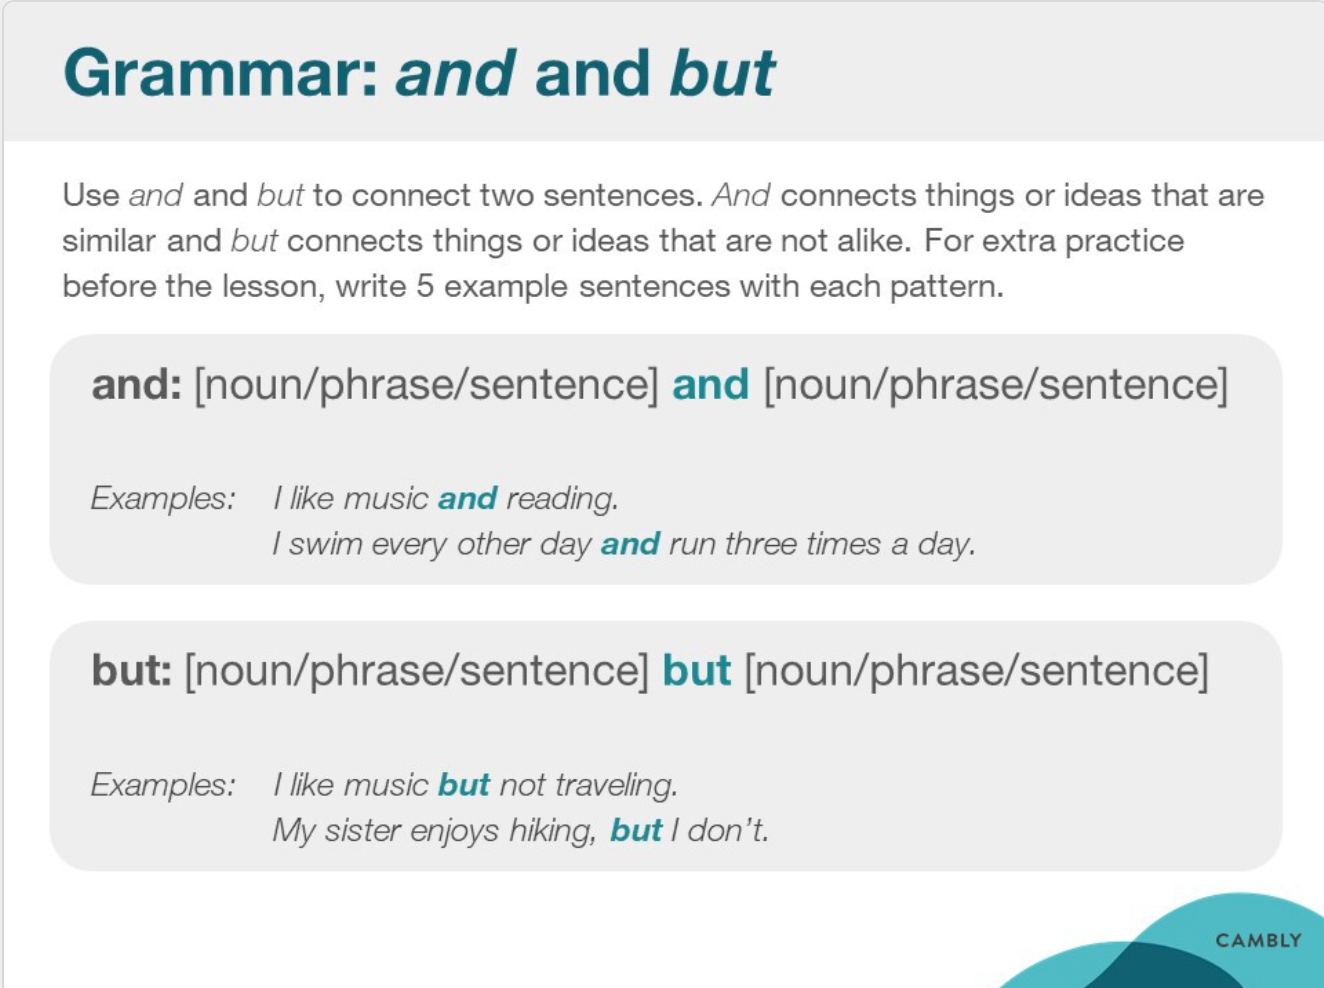 Grammar: and and but
Use and and but to connect two sentences. And connects things or ideas that are
similar and but connects things or ideas that are not alike. For extra practice
before the lesson, write 5 example sentences with each pattern.
and: [noun/phrase/sentence] and [noun/phrase/sentence]
Examples: I like music and reading.
I swim every other day and run three times a day.
but: [noun/phrase/sentence] but [noun/phrase/sentence]
Examples: I like music but not traveling.
My sister enjoys hiking, but I don't.
CAMBLY